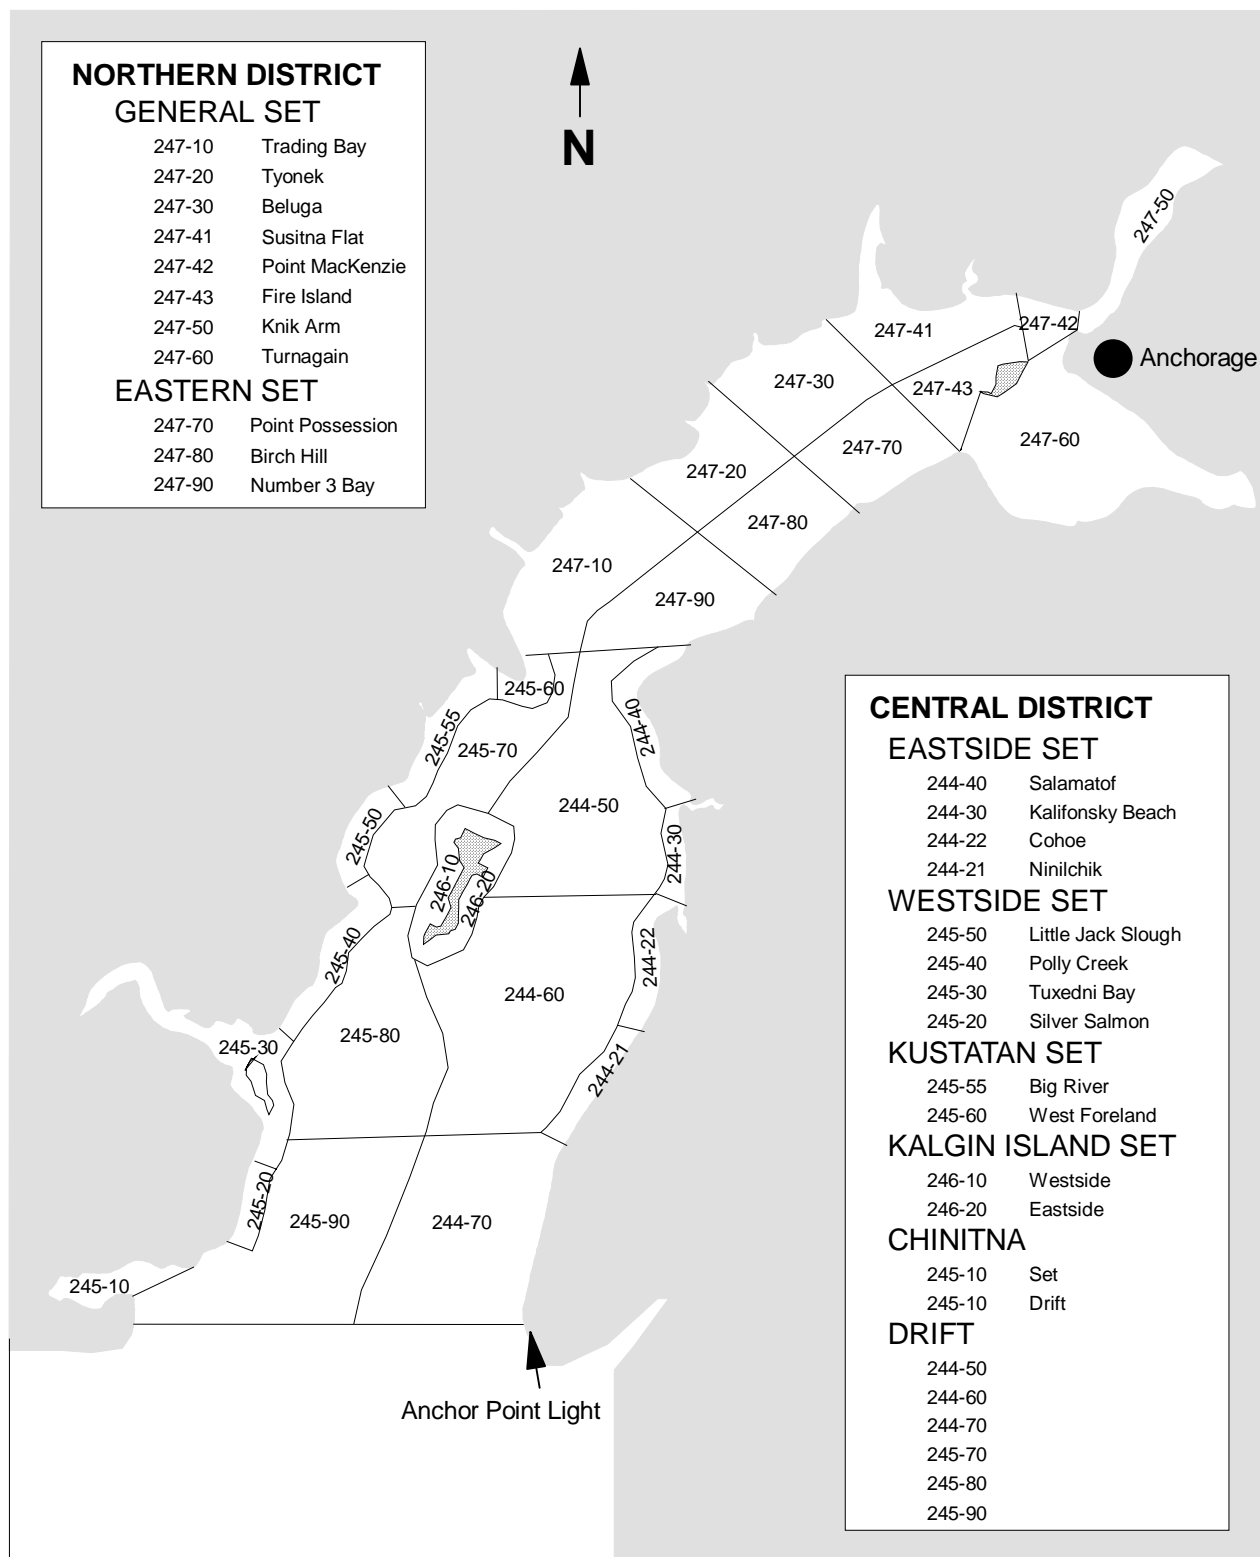 NORTHERN DISTRICT
GENERAL SET
247-10 Trading Bay
247-20 Tyonek
247-30 Beluga
247-41 Susitna Flat
247-42 Point MacKenzie
247-43 Fire Island
247-50 Knik Arm
247-60 Turnagain
EASTERN SET
247-70 Point Possession
247-80 Birch Hill
247-90 Number 3 Bay
N
247-50
247-41
247-42
Anchorage
247-30
247-43
247-60
247-70
247-20
247-80
247-10
247-90
245-60
244-40
245-55
245-70
244-50
245-50
244-30
246-10
246-20
245-40
244-22
244-60
245-80
245-30
244-21
245-20
245-90
244-70
245-10
Anchor Point Light
CENTRAL DISTRICT
EASTSIDE SET
244-40 Salamatof
244-30 Kalifonsky Beach
244-22 Cohoe
244-21 Ninilchik
WESTSIDE SET
245-50 Little Jack Slough
245-40 Polly Creek
245-30 Tuxedni Bay
245-20 Silver Salmon
KUSTATAN SET
245-55 Big River
245-60 West Foreland
KALGIN ISLAND SET
246-10 Westside
246-20 Eastside
CHINITNA
245-10 Set
245-10 Drift
DRIFT
244-50
244-60
244-70
245-70
245-80
245-90